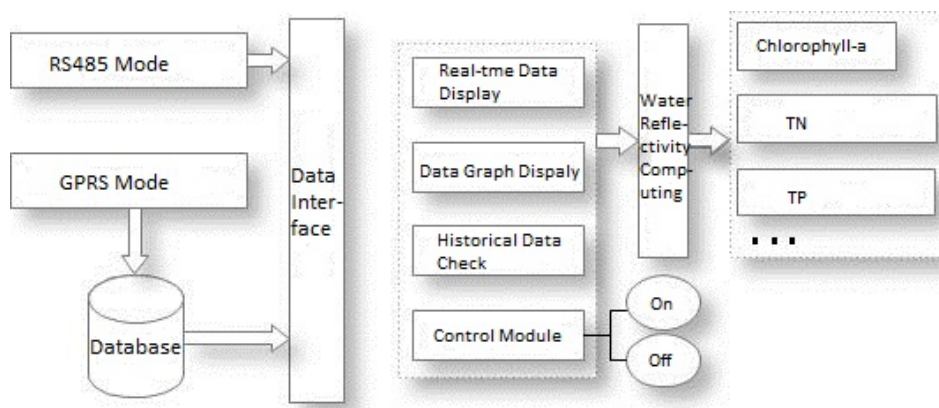 RS485 Mode
GPRS Mode
Database
Data
Inter-
face
Real-tme Data
Display
Data Graph Dispaly
Historical Data
Check
Control Module
On
Off
Water
Refle-
ctivity
Comp-
uting
Chlorophyll-a
TN
TP
...